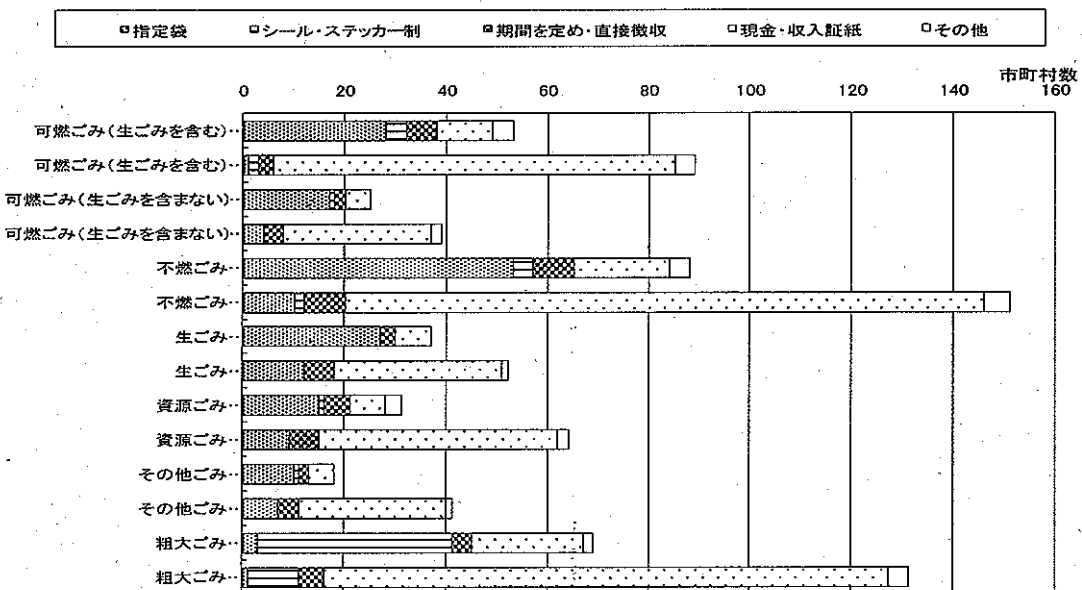 指定袋 シール・ステッカー制 期間を定め・直接徴収 現金・収入証紙 その他
市町村数
0 20 40 60 80 100 120 140 160
可燃ごみ(生ごみを含む)‥
可燃ごみ(生ごみを含む)‥
可燃ごみ(生ごみを含まない)‥
可燃ごみ(生ごみを含まない)‥
不燃ごみ‥
不燃ごみ‥
生ごみ‥
生ごみ‥
資源ごみ‥
資源ごみ‥
その他ごみ‥
その他ごみ‥
粗大ごみ‥
粗大ごみ‥